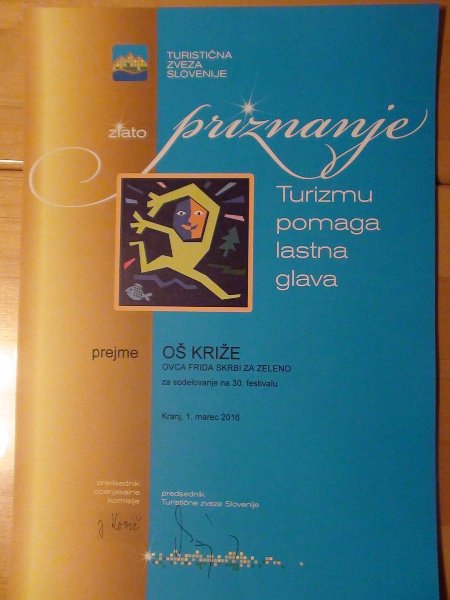 TURISTIČNA
ZVEZA
SLOVENIJE
zlato priznanje
Turizmu
pomaga
lastna
glava
prejme OŠ KRIŽE
OVCA FRIDA SKRBI ZA ZELENO
za sodelovanje na 30. festivalu
Kranj, 1. marec 2016
predsednik
ocenjevalne
komisije
predsednik
Turistične zveze Slovenije